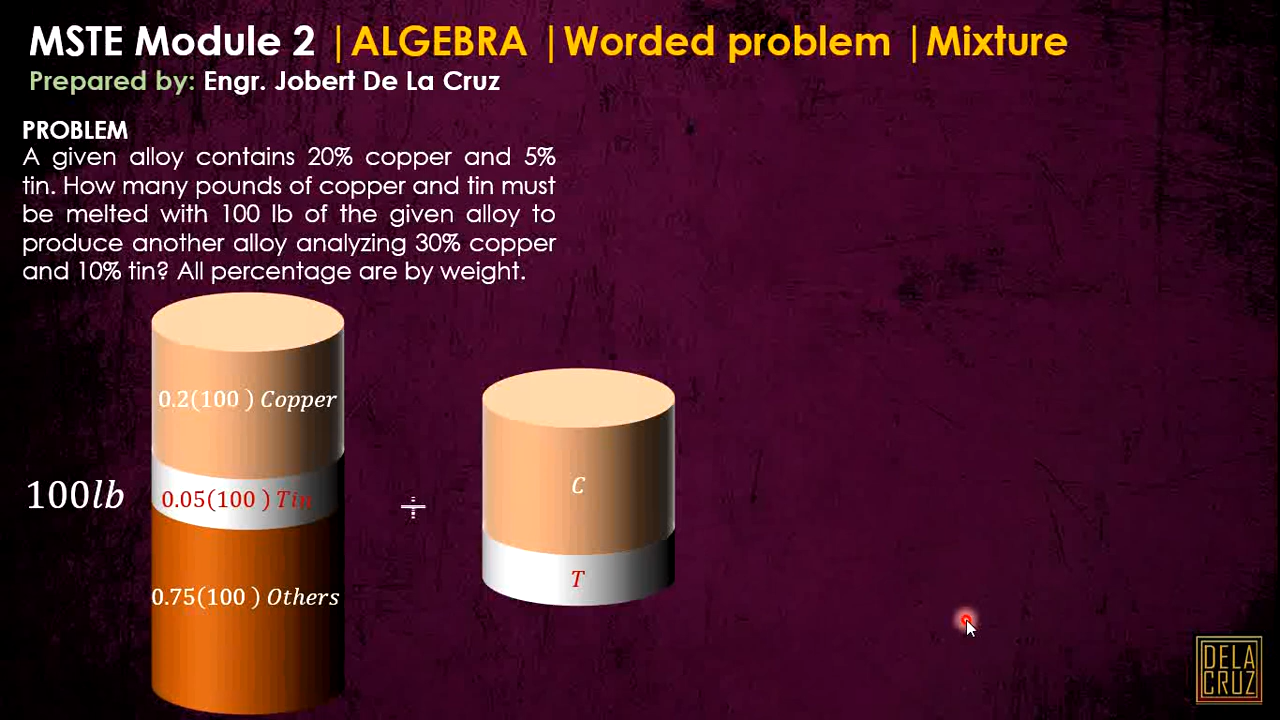 MSTE Module 2 |ALGEBRA |Worded problem |Mixture
Prepared by: Engr. Jobert De La Cruz
PROBLEM
A given alloy contains 20% copper and 5%
tin. How many pounds of copper and tin must
be melted with 100 lb of the given alloy to
produce another alloy analyzing 30% copper
and 10% tin? All percentage are by weight.
0.2(100 ) Copper
C
100lb
0.05(100 ) Tin
T
0.75(100 ) Others
DELA
CRUZ